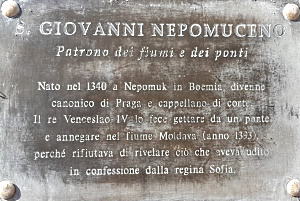 S. GIOVANNI NEPOMUCENO
Patrono dei fiumi e dei ponti
Nato nel 1340 a Nepomuk in Boemia, divenne
canonico di Praga e cappellano di corte.
Il re Venceslao IV lo fece gettare da un ponte
e annegare nel fiume Moldava (anno 1393),
perché rifiutava di rivelare ciò che aveva udito
in confessione dalla regina Sofia.